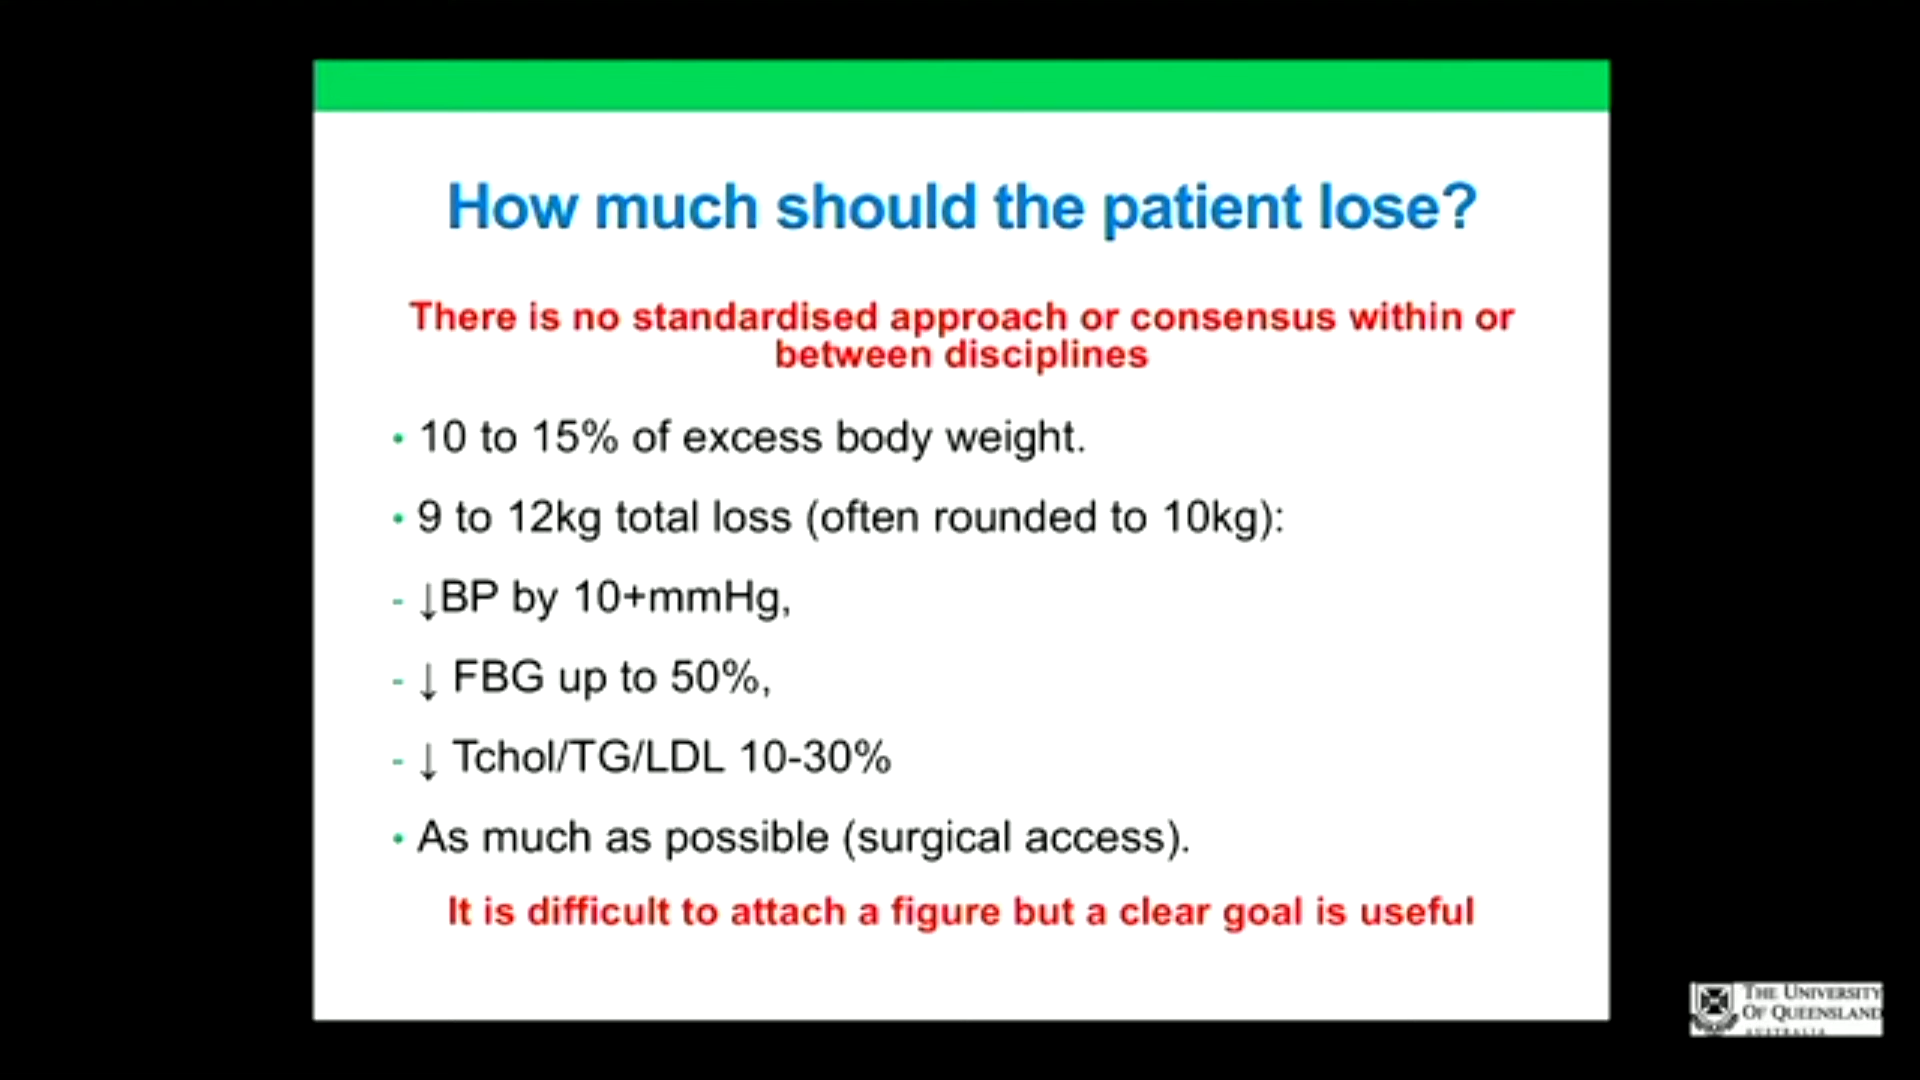 How much should the patient lose?
There is no standardised approach or consensus within or
between disciplines
• 10 to 15% of excess body weight.
• 9 to 12kg total loss (often rounded to 10kg):
- ↓BP by 10+mmHg,
- ↓ FBG up to 50%,
- ↓ Tchol/TG/LDL 10-30%
• As much as possible (surgical access).
It is difficult to attach a figure but a clear goal is useful
THE UNIVERSITY
OF QUEENSLAND
AUSTRALIA